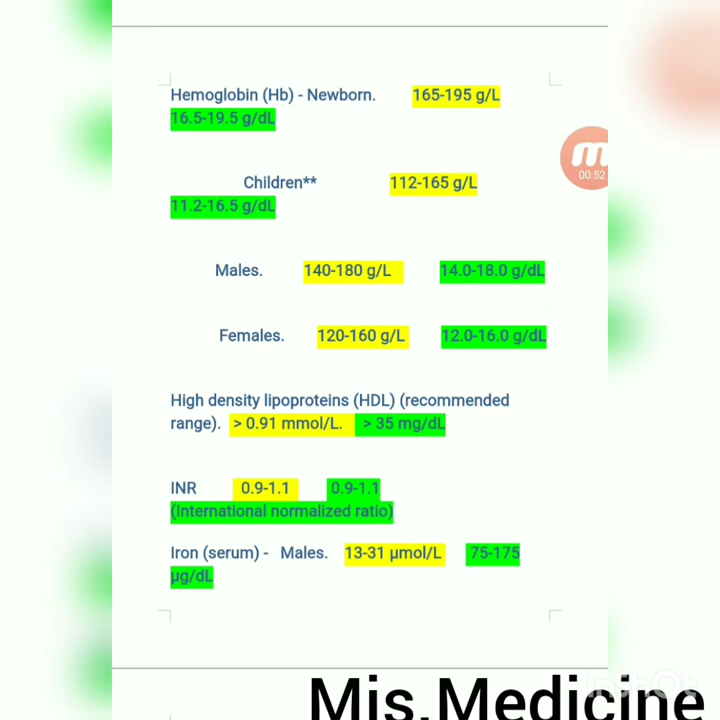 Hemoglobin (Hb) - Newborn. 165-195 g/L
16.5-19.5 g/dL
Children** 112-165 g/L
11.2-16.5 g/dL
Males. 140-180 g/L 14.0-18.0 g/dL
Females. 120-160 g/L 12.0-16.0 g/dL
High density lipoproteins (HDL) (recommended
range). > 0.91 mmol/L. > 35 mg/dL
INR 0.9-1.1 0.9-1.1
(International normalized ratio)
Iron (serum) - Males. 13-31 µmol/L 75-175
µg/dL
m
00:52
Mis.Medicine
InShOt